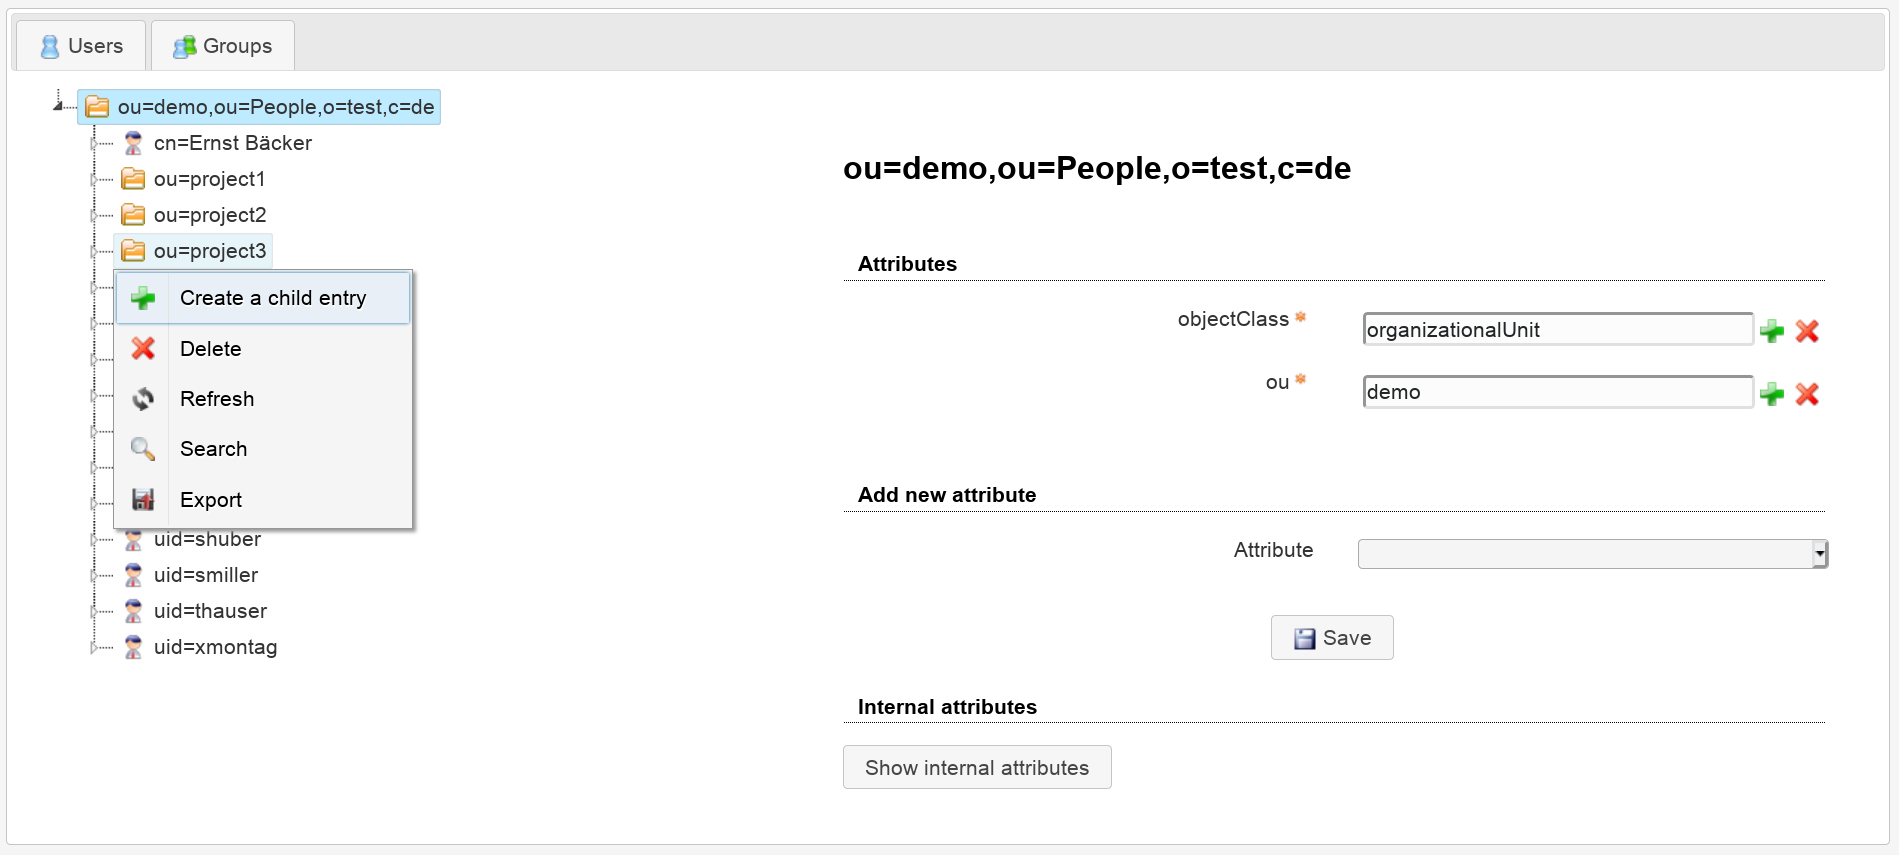 Users
Groups
ou=demo,ou=People,o=test,c=de
cn=Ernst Bäcker
ou=project1
ou=project2
ou=project3
Create a child entry
Delete
Refresh
Search
Export
uid=shuber
uid=smiller
uid=thauser
uid=xmontag
ou=demo,ou=People,o=test,c=de
Attributes
objectClass
organizationalUnit
ou
demo
Add new attribute
Attribute
Save
Internal attributes
Show internal attributes